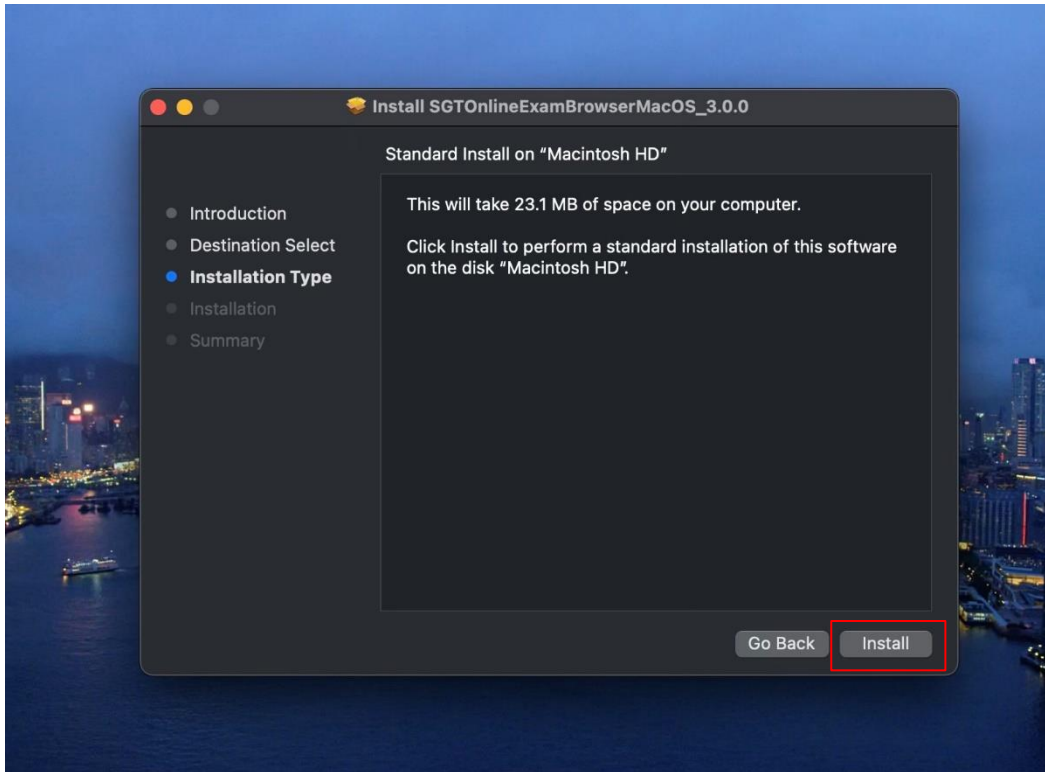 Install SGTOnlineExamBrowserMacOS_3.0.0
Standard Install on “Macintosh HD”
Introduction
Destination Select
Installation Type
Installation
Summary
This will take 23.1 MB of space on your computer.
Click Install to perform a standard installation of this software
on the disk “Macintosh HD”.
Go Back
Install